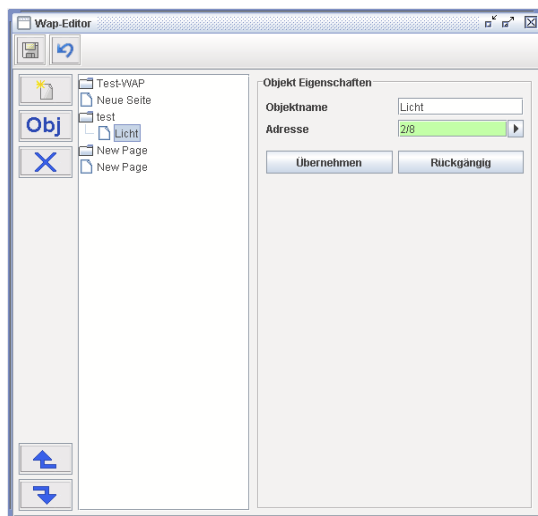 Wap-Editor
Obj
Test-WAP
Neue Seite
test
Licht
New Page
New Page
Objekt Eigenschaften
Objektname
Licht
Adresse
2/8
Übernehmen
Rückgängig